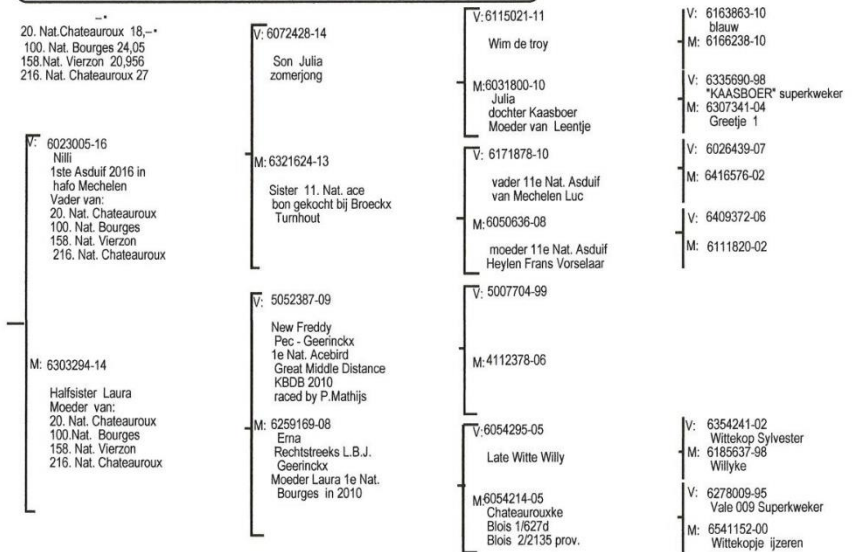 –•
20. Nat.Chateauroux 18,–•
100. Nat. Bourges 24,05
158.Nat. Vierzon 20,956
216. Nat. Chateauroux 27
V: 6023005-16
Nilli
1ste Asduif 2016 in
hafo Mechelen
Vader van:
20. Nat. Chateauroux
100. Nat. Bourges
158. Nat. Vierzon
216. Nat. Chateauroux
M: 6303294-14
Halfsister Laura
Moeder van:
20. Nat. Chateauroux
100.Nat. Bourges
158. Nat. Vierzon
216. Nat. Chateauroux
V: 6072428-14
Son Julia
zomerjong
M: 6321624-13
Sister 11. Nat. ace
bon gekocht bij Broeckx
Turnhout
V: 5052387-09
New Freddy
Pec - Geerinckx
1e Nat. Acebird
Great Middle Distance
KBDB 2010
raced by P.Mathijs
M: 6259169-08
Erna
Rechtstreeks L.B.J.
Geerinckx
Moeder Laura 1e Nat.
Bourges in 2010
V:6115021-11
Wim de troy
M:6031800-10
Julia
dochter Kaasboer
Moeder van Leentje
V: 6171878-10
vader 11e Nat. Asduif
van Mechelen Luc
M:6050636-08
moeder 11e Nat. Asduif
Heylen Frans Vorselaar
V: 5007704-99
M:4112378-06
V:6054295-05
Late Witte Willy
M:6054214-05
Chateaurouxke
Blois 1/627d
Blois 2/2135 prov.
V: 6163863-10
blauw
M: 6166238-10
V: 6335690-98
"KAASBOER" superkweker
M: 6307341-04
Greetje 1
V: 6026439-07
M: 6416576-02
V: 6409372-06
M: 6111820-02
V: 6354241-02
Wittekop Sylvester
M: 6185637-98
Willyke
V: 6278009-95
Vale 009 Superkweker
M: 6541152-00
Wittekopje ijzeren